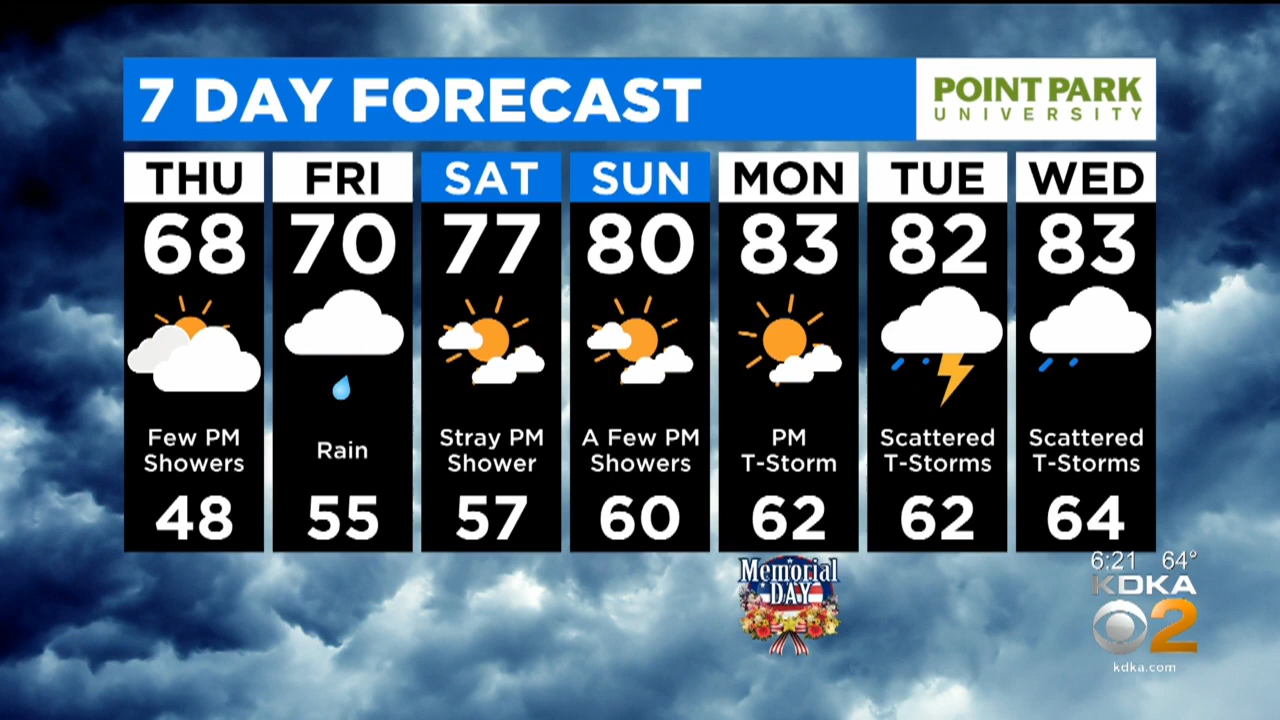 7 DAY FORECAST
POINT PARK
UNIVERSITY
THU FRI SAT SUN MON TUE WED
68 70 77 80 83 82 83
Few PM
Showers
Rain
Stray PM
Shower
A Few PM
Showers
PM
T-Storm
Scattered
T-Storms
Scattered
T-Storms
48 55 57 60 62 62 64
Memorial
DAY
6:21 64°
KDKA
2
kdka.com